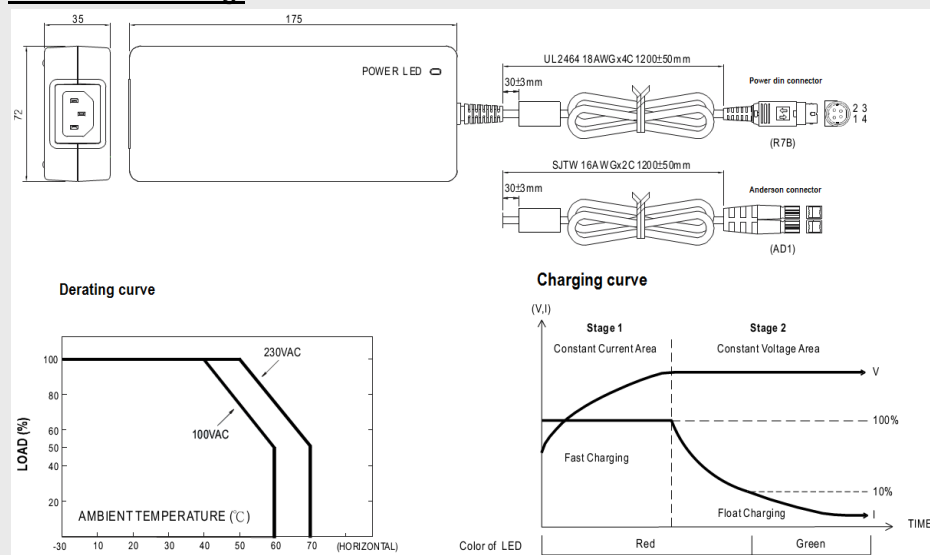 35
175
72
POWER LED
UL2464 18AWGx4C 1200±50mm
30±3mm
Power din connector
2 3
1 4
(R7B)
SJTW 16AWGx2C 1200±50mm
30±3mm
Anderson connector
(AD1)
Derating curve
LOAD (%)
100
80
60
50
40
20
230VAC
100VAC
AMBIENT TEMPERATURE (℃)
-30 10 20 30 40 50 60 70 (HORIZONTAL)
Charging curve
(V,I)
Stage 1 Stage 2
Constant Current Area Constant Voltage Area
V
100%
Fast Charging
10%
Float Charging
I
TIME
Color of LED Red Green